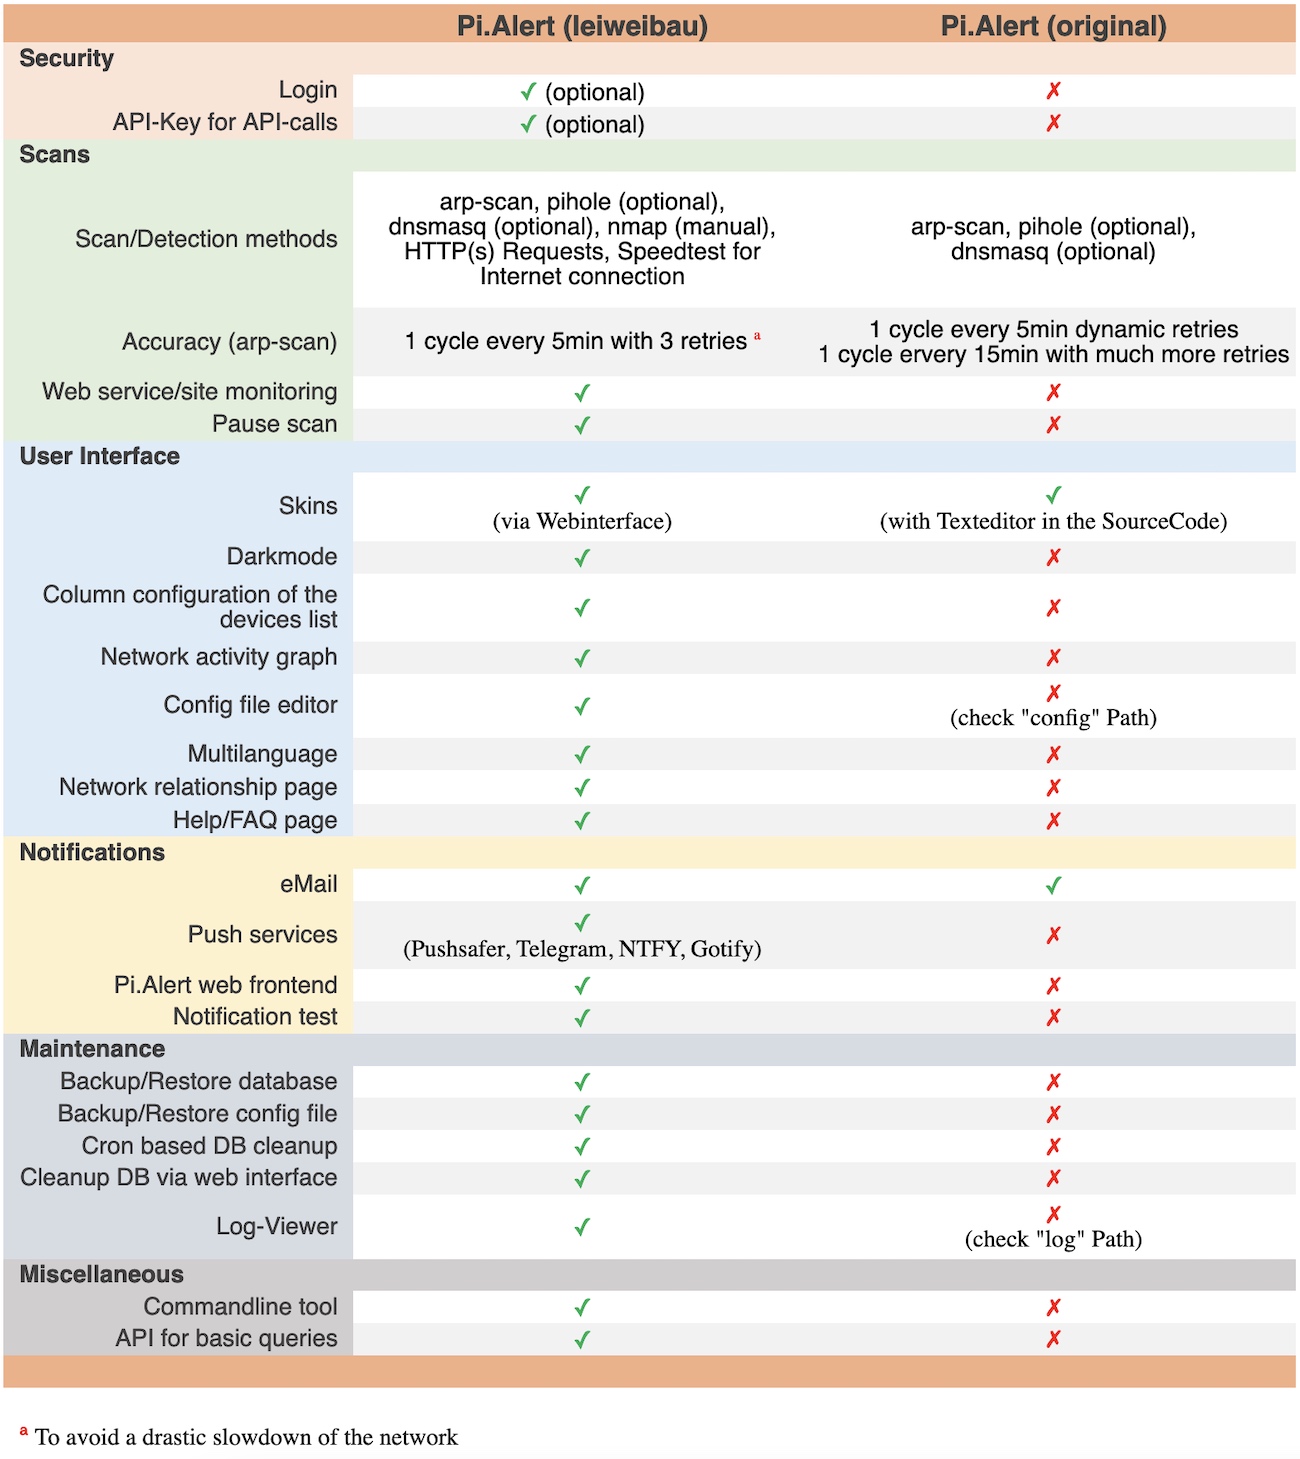 Pi.Alert (leiweibau) Pi.Alert (original)
Security
Login ✓ (optional) ✗
API-Key for API-calls ✓ (optional) ✗
Scans
Scan/Detection methods
arp-scan, pihole (optional),
dnsmasq (optional), nmap (manual),
HTTP(s) Requests, Speedtest for
Internet connection
arp-scan, pihole (optional),
dnsmasq (optional)
Accuracy (arp-scan)
1 cycle every 5min with 3 retries a
1 cycle every 5min dynamic retries
1 cycle ervery 15min with much more retries
Web service/site monitoring ✓ ✗
Pause scan ✓ ✗
User Interface
Skins
✓
(via Webinterface)
✓
(with Texteditor in the SourceCode)
Darkmode ✓ ✗
Column configuration of the
devices list
✓ ✗
Network activity graph ✓ ✗
Config file editor ✓
✗
(check "config" Path)
Multilanguage ✓ ✗
Network relationship page ✓ ✗
Help/FAQ page ✓ ✗
Notifications
eMail ✓ ✓
Push services
✓
(Pushsafer, Telegram, NTFY, Gotify)
✗
Pi.Alert web frontend ✓ ✗
Notification test ✓ ✗
Maintenance
Backup/Restore database ✓ ✗
Backup/Restore config file ✓ ✗
Cron based DB cleanup ✓ ✗
Cleanup DB via web interface ✓ ✗
Log-Viewer ✓
✗
(check "log" Path)
Miscellaneous
Commandline tool ✓ ✗
API for basic queries ✓ ✗
a To avoid a drastic slowdown of the network